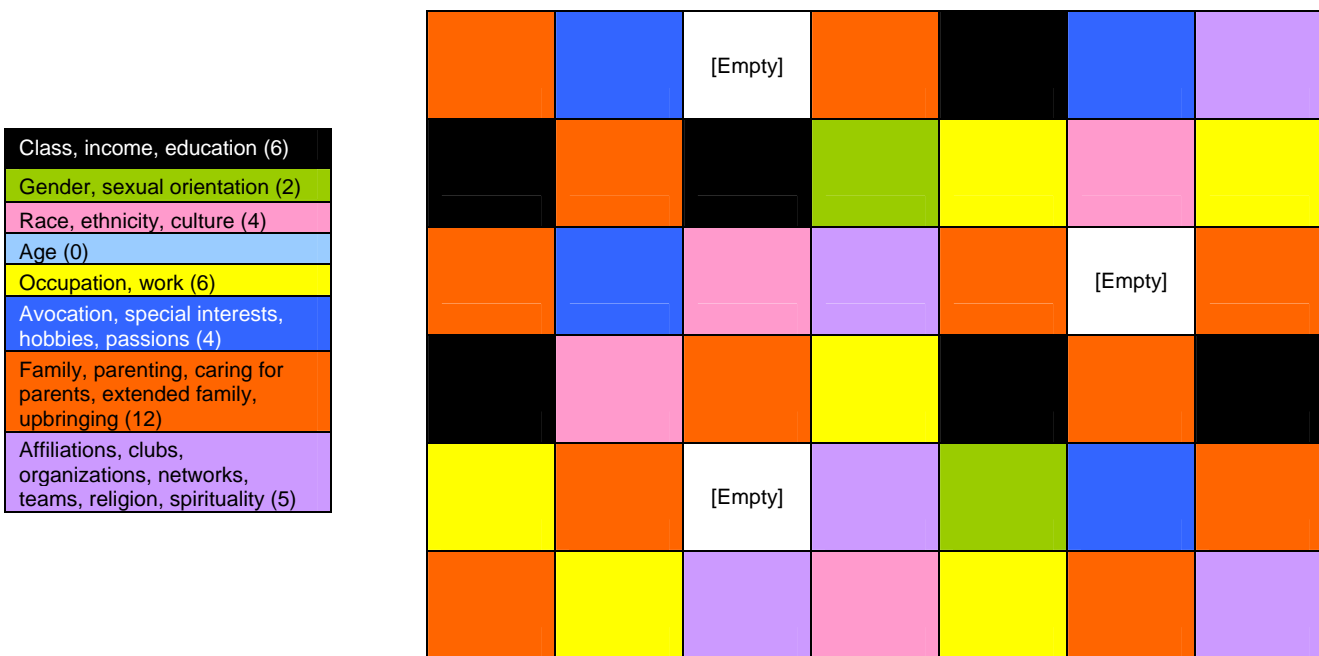 [Empty]
Class, income, education (6)
Gender, sexual orientation (2)
Race, ethnicity, culture (4)
Age (0)
Occupation, work (6)
Avocation, special interests,
hobbies, passions (4)
Family, parenting, caring for
parents, extended family,
upbringing (12)
Affiliations, clubs,
organizations, networks,
teams, religion, spirituality (5)
[Empty]
[Empty]